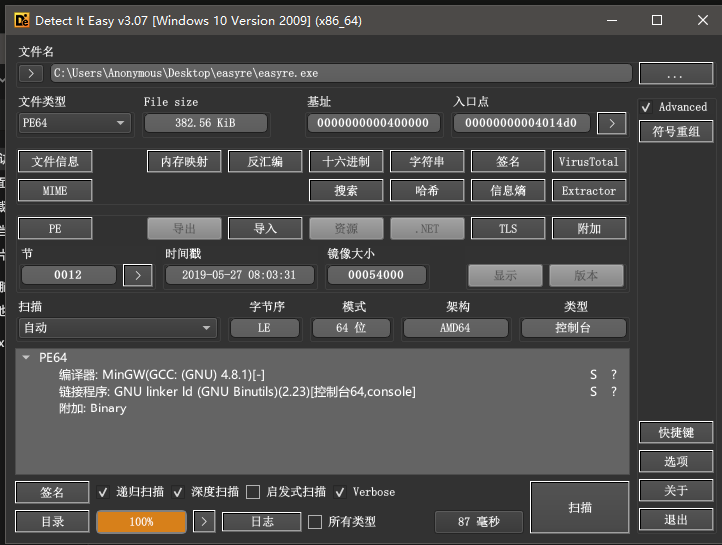 Detect It Easy v3.07 [Windows 10 Version 2009] (x86_64)
文件名
> C:\Users\Anonymous\Desktop\easyre\easyre.exe ...
文件类型 File size 基址 入口点 Advanced
PE64 382.56 KiB 0000000000400000 00000000004014d0 > 符号重组
文件信息 内存映射 反汇编 十六进制 字符串 签名 VirusTotal
MIME 搜索 哈希 信息熵 Extractor
PE 导出 导入 资源 .NET TLS 附加
节 时间戳 镜像大小
0012 > 2019-05-27 08:03:31 00054000 显示 版本
扫描 字节序 模式 架构 类型
自动 LE 64 位 AMD64 控制台
PE64
编译器: MinGW(GCC: (GNU) 4.8.1)[-] S ?
链接程序: GNU linker ld (GNU Binutils)(2.23)[控制台64,console] S ?
附加: Binary
快捷键
选项
签名 递归扫描 深度扫描 启发式扫描 Verbose 扫描 关于
目录 100% > 日志 所有类型 87 毫秒 退出